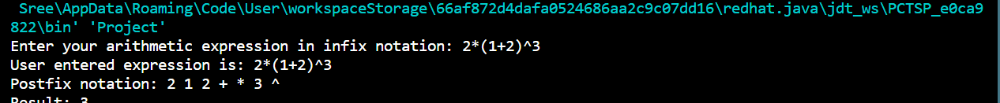 Sree\AppData\Roaming\Code\User\workspaceStorage\66af872d4dafa0524686aa2c9c07dd16\redhat.java\jdt_ws\PCTSP_e0ca9
822\bin' 'Project'
Enter your arithmetic expression in infix notation: 2*(1+2)^3
User entered expression is: 2*(1+2)^3
Postfix notation: 2 1 2 + * 3 ^
Result: 3